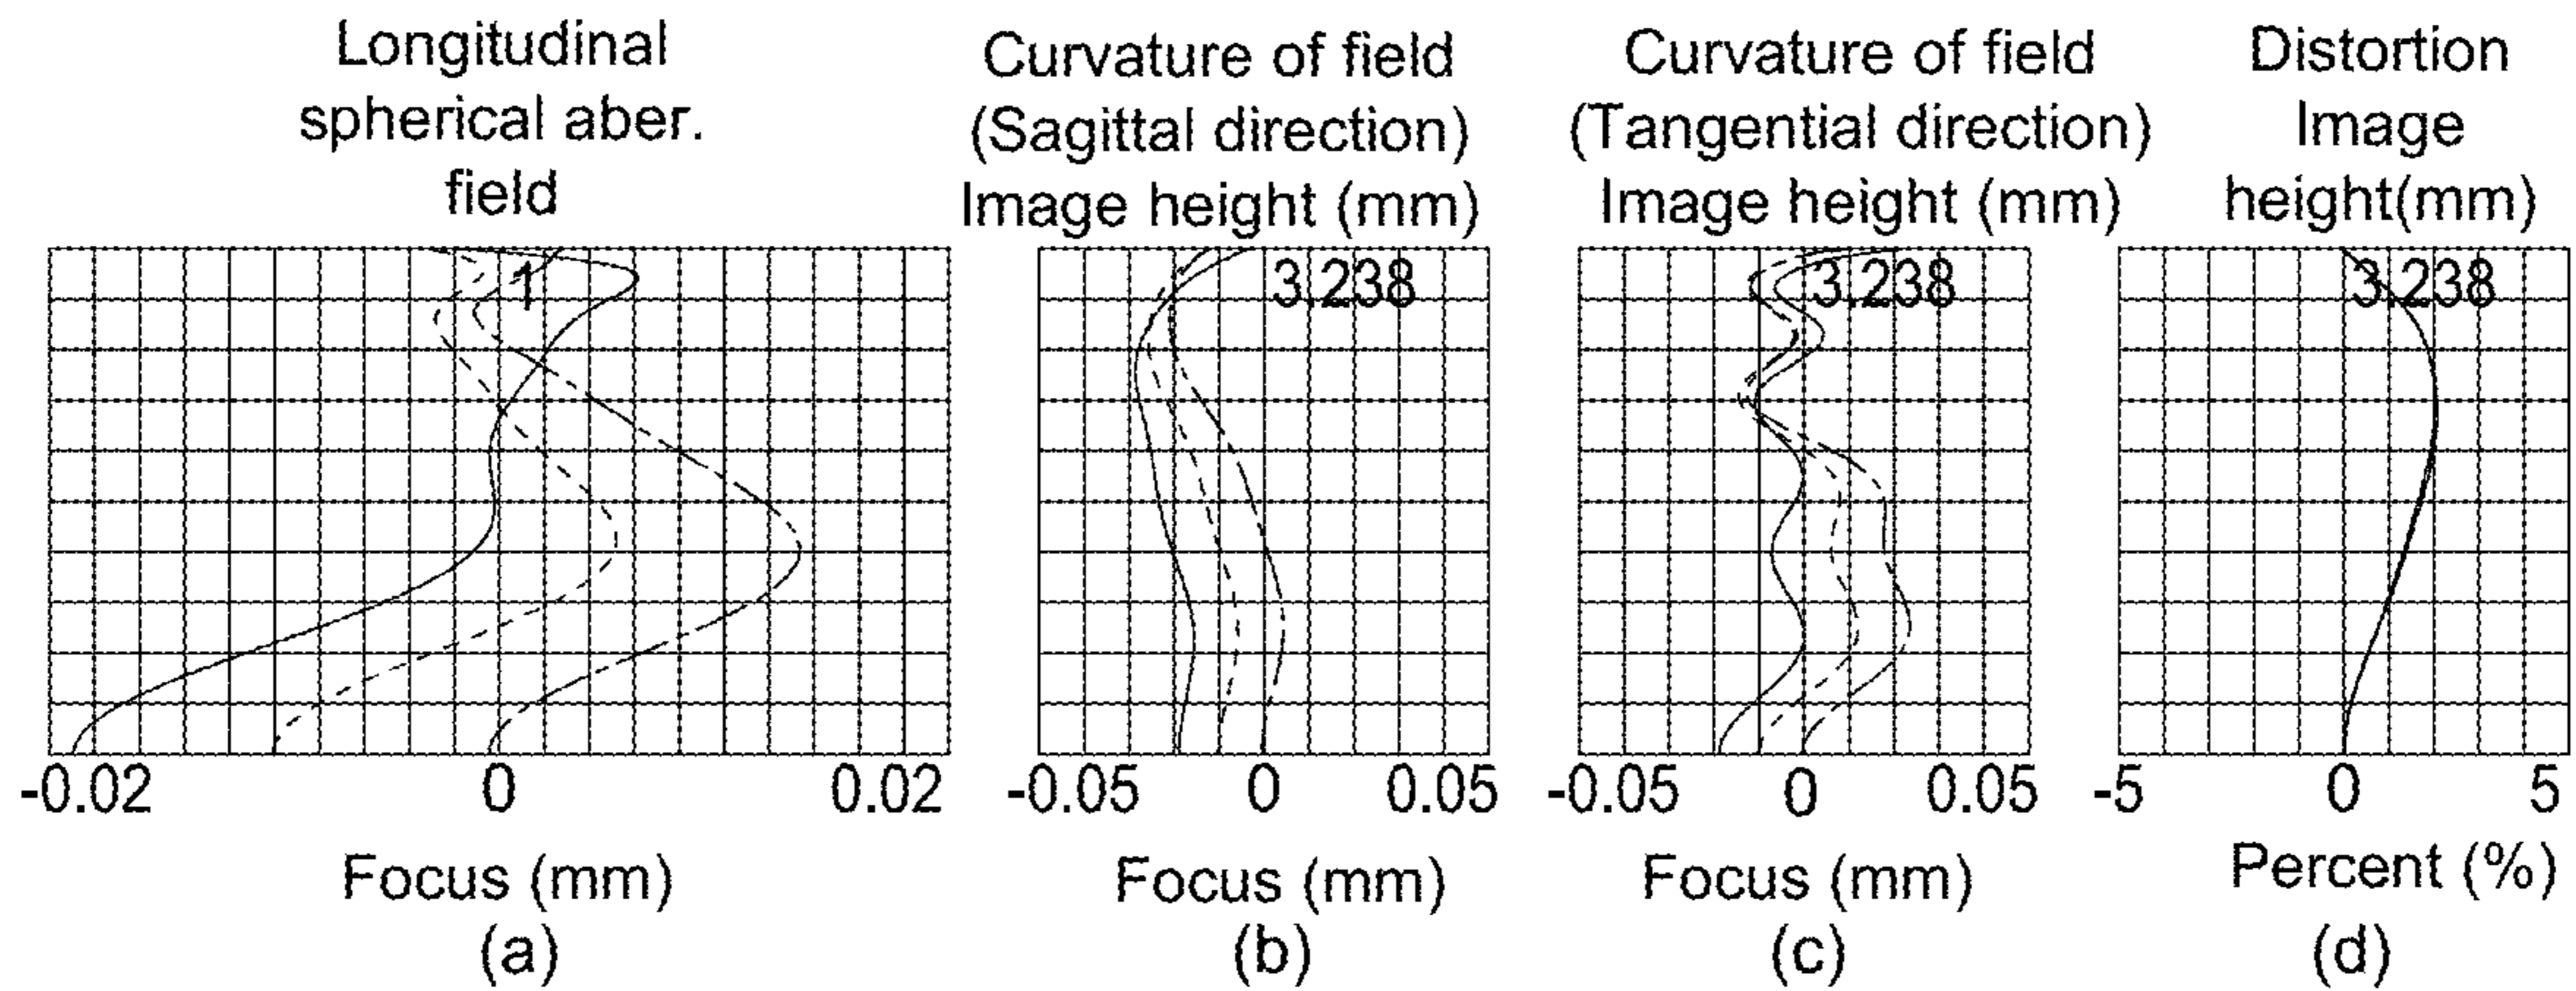 Longitudinal
spherical aber.
field
1
-0.02 0 0.02
Focus (mm)
(a)
Curvature of field
(Sagittal direction)
Image height (mm)
3.238
-0.05 0 0.05
Focus (mm)
(b)
Curvature of field
(Tangential direction)
Image height (mm)
3.238
-0.05 0 0.05
Focus (mm)
(c)
Distortion
Image
height(mm)
3.238
-5 0 5
Percent (%)
(d)